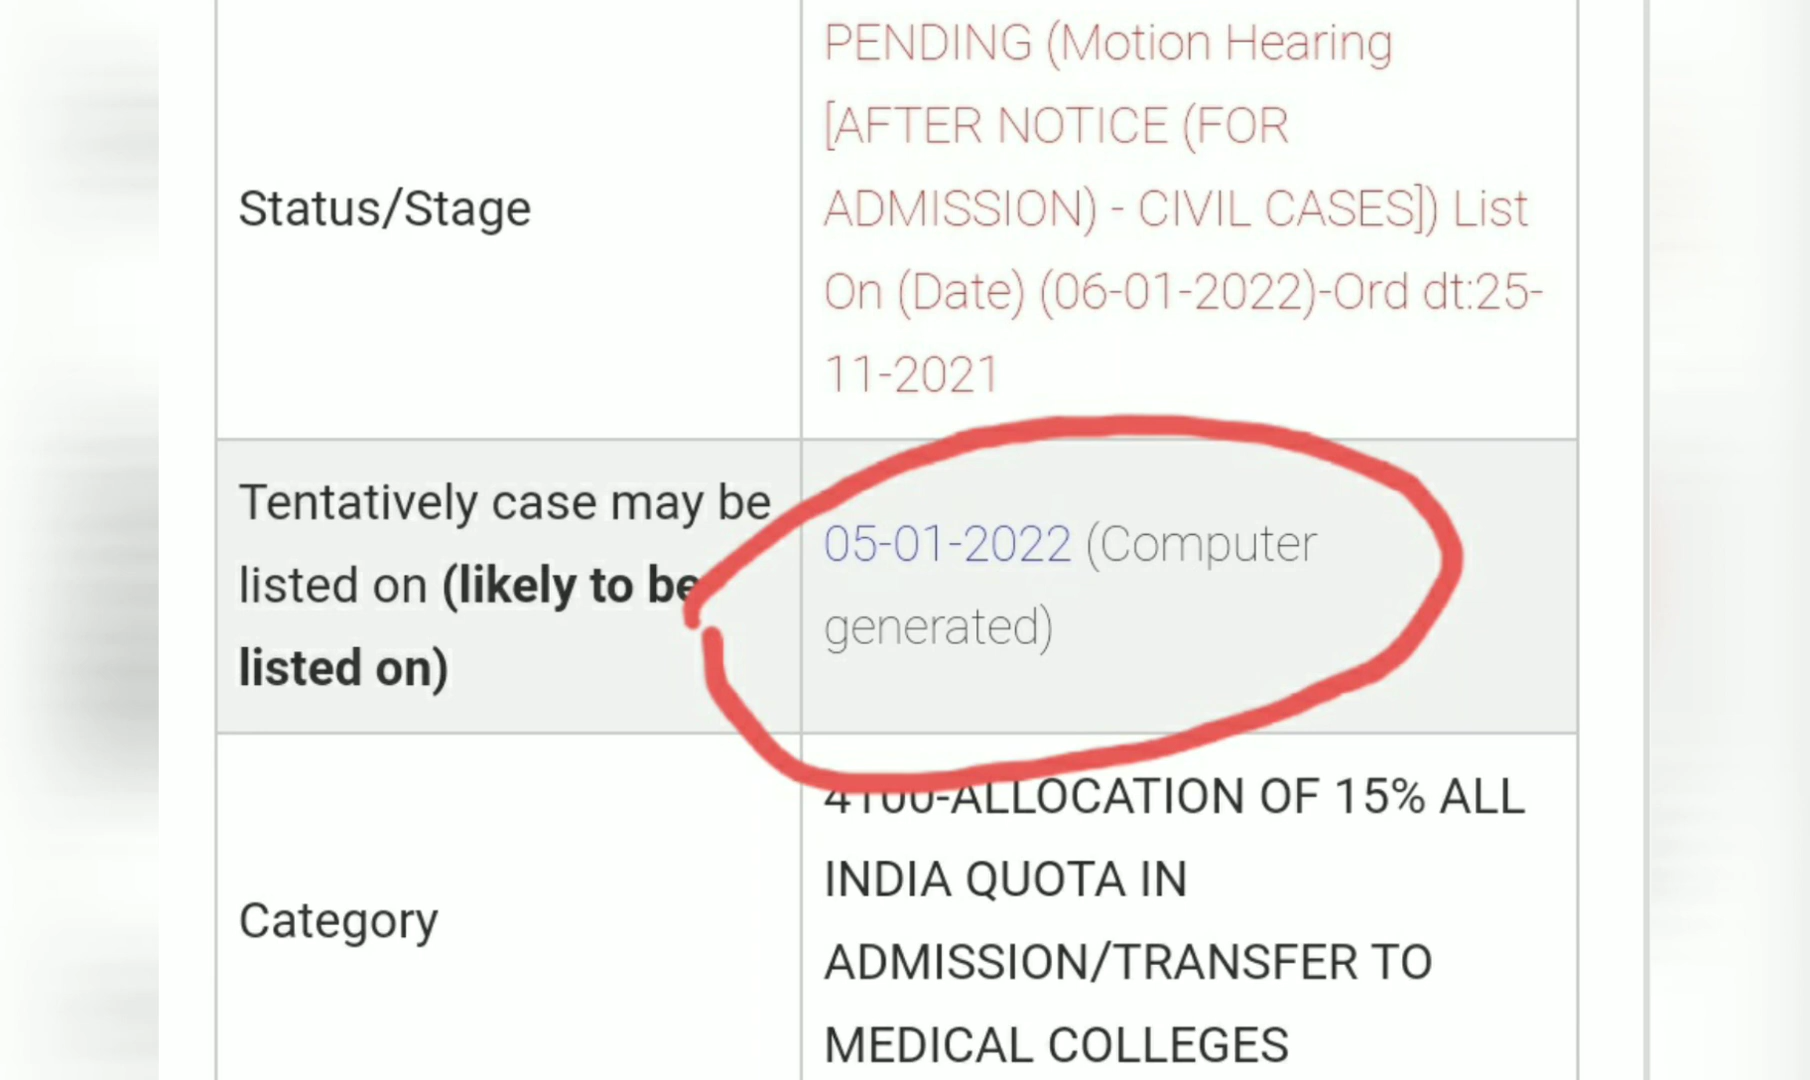 PENDING (Motion Hearing
[AFTER NOTICE (FOR
ADMISSION) - CIVIL CASES]) List
On (Date) (06-01-2022)-Ord dt:25-
11-2021
Status/Stage
Tentatively case may be
listed on (likely to be
listed on)
05-01-2022 (Computer
generated)
4100-ALLOCATION OF 15% ALL
INDIA QUOTA IN
ADMISSION/TRANSFER TO
MEDICAL COLLEGES
Category